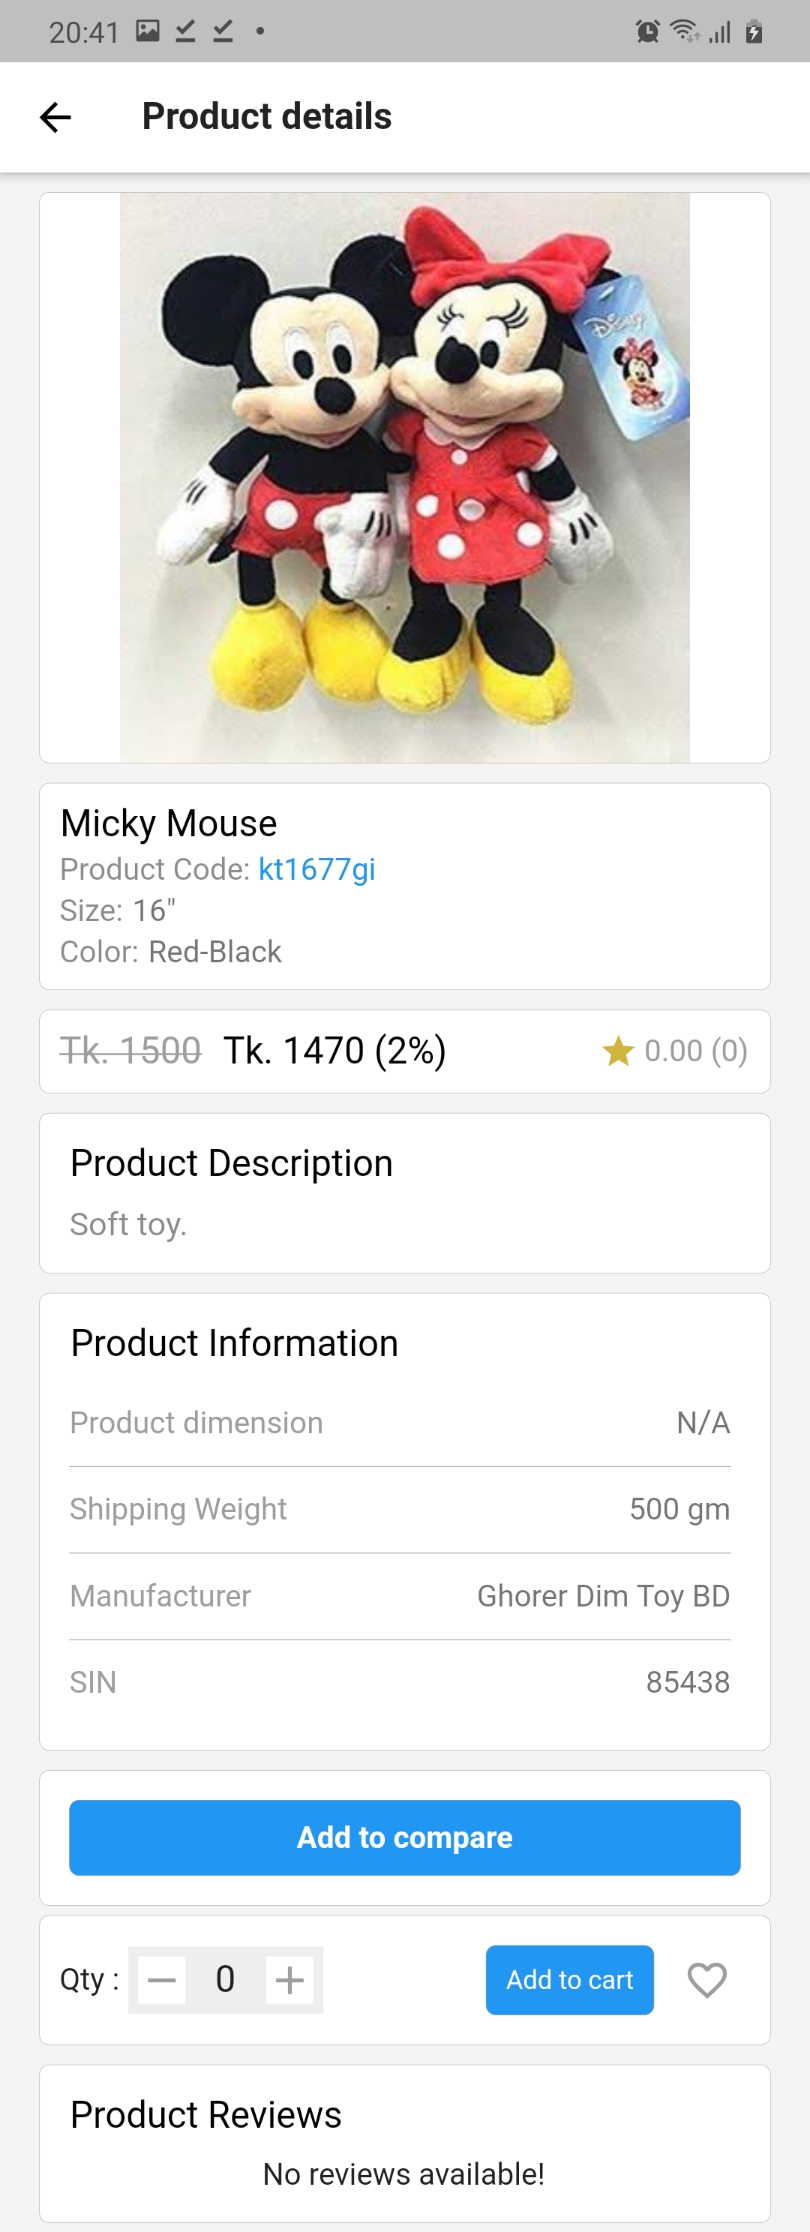 20:41
Product details
Disney
Micky Mouse
Product Code: kt1677gi
Size: 16"
Color: Red-Black
Tk. 1500 Tk. 1470 (2%) 0.00 (0)
Product Description
Soft toy.
Product Information
Product dimension N/A
Shipping Weight 500 gm
Manufacturer Ghorer Dim Toy BD
SIN 85438
Add to compare
Qty : 0 Add to cart
Product Reviews
No reviews available!